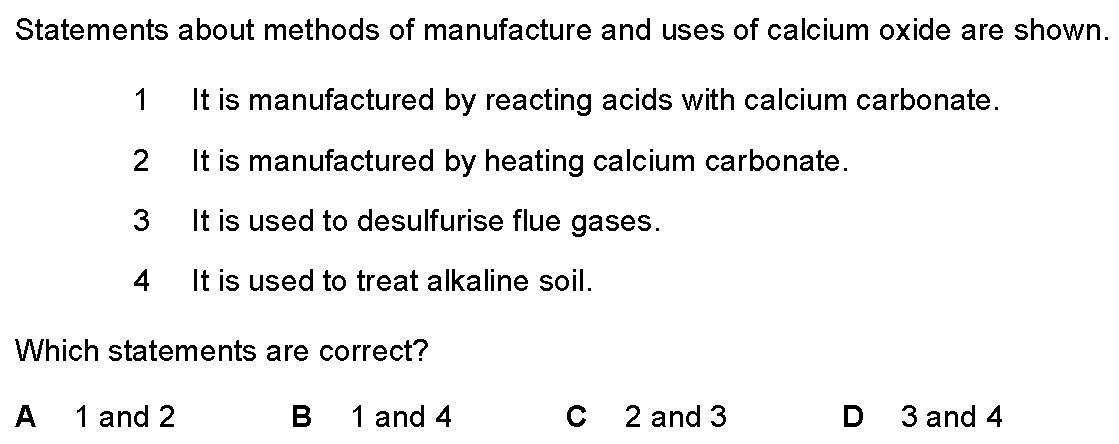 Statements about methods of manufacture and uses of calcium oxide are shown.
1 It is manufactured by reacting acids with calcium carbonate.
2 It is manufactured by heating calcium carbonate.
3 It is used to desulfurise flue gases.
4 It is used to treat alkaline soil.
Which statements are correct?
A 1 and 2 B 1 and 4 C 2 and 3 D 3 and 4